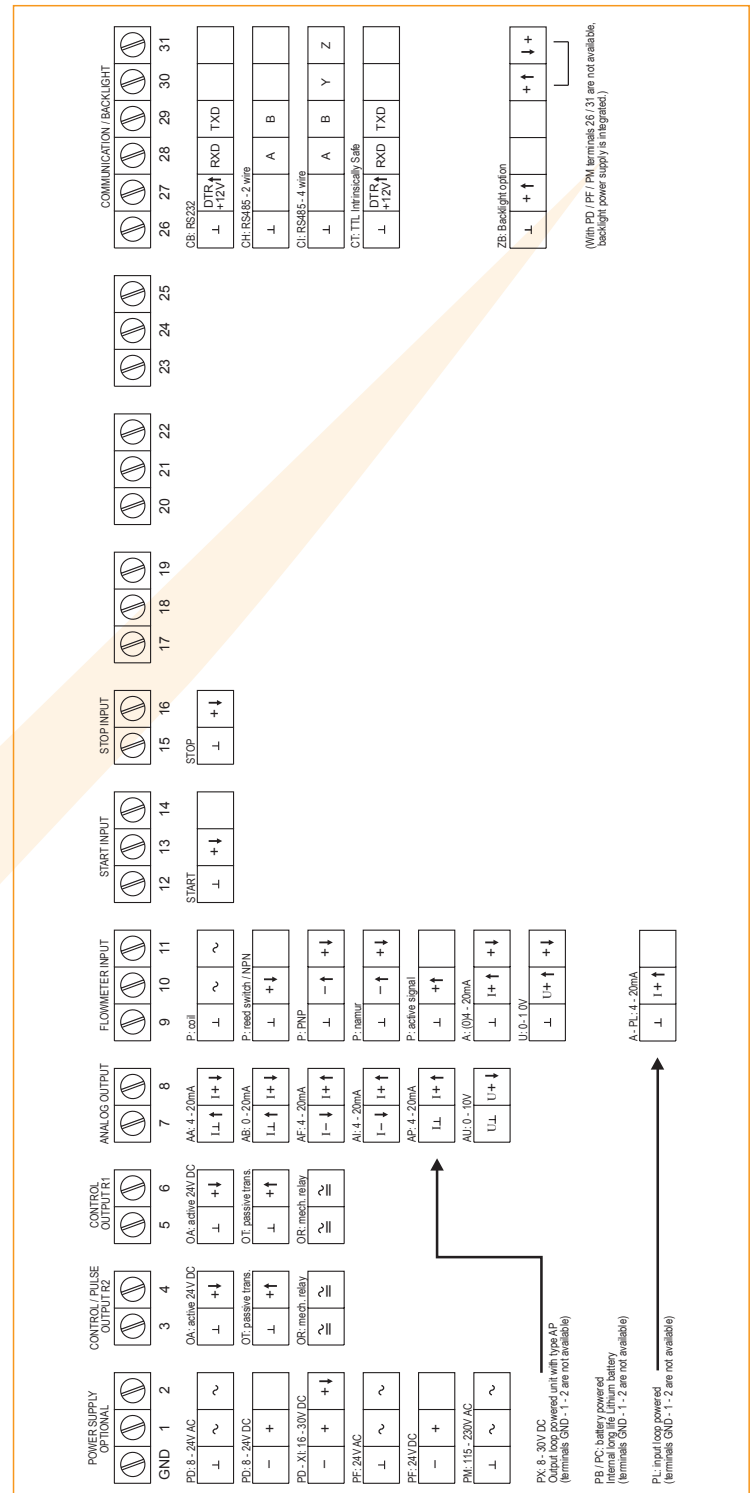 POWER SUPPLY
OPTIONAL
GND 1 2
PD: 8 - 24V AC
⊥ ~ ~
PD: 8 - 24V DC
− +
PD - XI: 16 - 30V DC
− + +↓
PF: 24V AC
⊥ ~ ~
PF: 24V DC
− +
PM: 115 - 230V AC
⊥ ~ ~
PX: 8 - 30V DC
Output loop powered unit with type AP
(terminals GND - 1 - 2 are not available)
PB / PC: battery powered
Internal long life Lithium battery
(terminals GND - 1 - 2 are not available)
PL: input loop powered
(terminals GND - 1 - 2 are not available)
CONTROL / PULSE
OUTPUT R2
3 4
OA: active 24V DC
⊥ +↓
OT: passive trans.
⊥ +↑
OR: mech. relay
CONTROL
OUTPUT R1
5 6
OA: active 24V DC
⊥ +↓
OT: passive trans.
⊥ +↑
OR: mech. relay
ANALOG OUTPUT
7 8
AA: 4 - 20mA
I⊥↑ I+↓
AB: 0 - 20mA
I⊥↑ I+↓
AF: 4 - 20mA
I−↓ I+↑
AI: 4 - 20mA
I−↓ I+↑
AP: 4 - 20mA
I⊥ I+↑
AU: 0 - 10V
U⊥ U+↓
FLOWMETER INPUT
9 10 11
P: coil
⊥ ~ ~
P: reed switch / NPN
⊥ +↓
P: PNP
⊥ −↑ +↓
P: namur
⊥ −↑ +↓
P: active signal
⊥ +↑
A: (0)4 - 20mA
⊥ I+↑ +↓
U: 0 - 1 0V
⊥ U+↑ +↓
A - PL: 4 - 20mA
⊥ I+↑
START INPUT
12 13 14
START
⊥ +↓
STOP INPUT
15 16
STOP
⊥ +↓
17 18 19
20 21 22
23 24 25
COMMUNICATION / BACKLIGHT
26 27 28 29 30 31
CB: RS232
⊥ DTR +12V↑ RXD TXD
CH: RS485 - 2 wire
⊥ A B
CI: RS485 - 4 wire
⊥ A B Y Z
CT: TTL Intrinsically Safe
⊥ DTR +12V↑ RXD TXD
ZB: Backlight option
⊥ +↑ +↑ ↓+
(With PD / PF / PM terminals 26 / 31 are not available,
backlight power supply is integrated.)